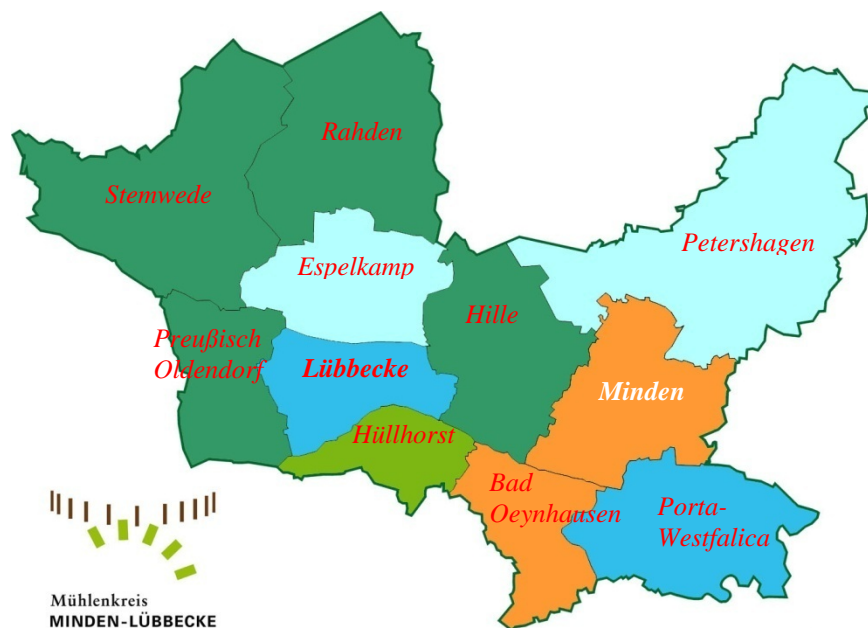 Rahden
Stemwede
Petershagen
Espelkamp
Hille
Preußisch
Oldendorf
Lübbecke
Minden
Hüllhorst
Bad
Oeynhausen
Porta-
Westfalica
Mühlenkreis
MINDEN-LÜBBECKE